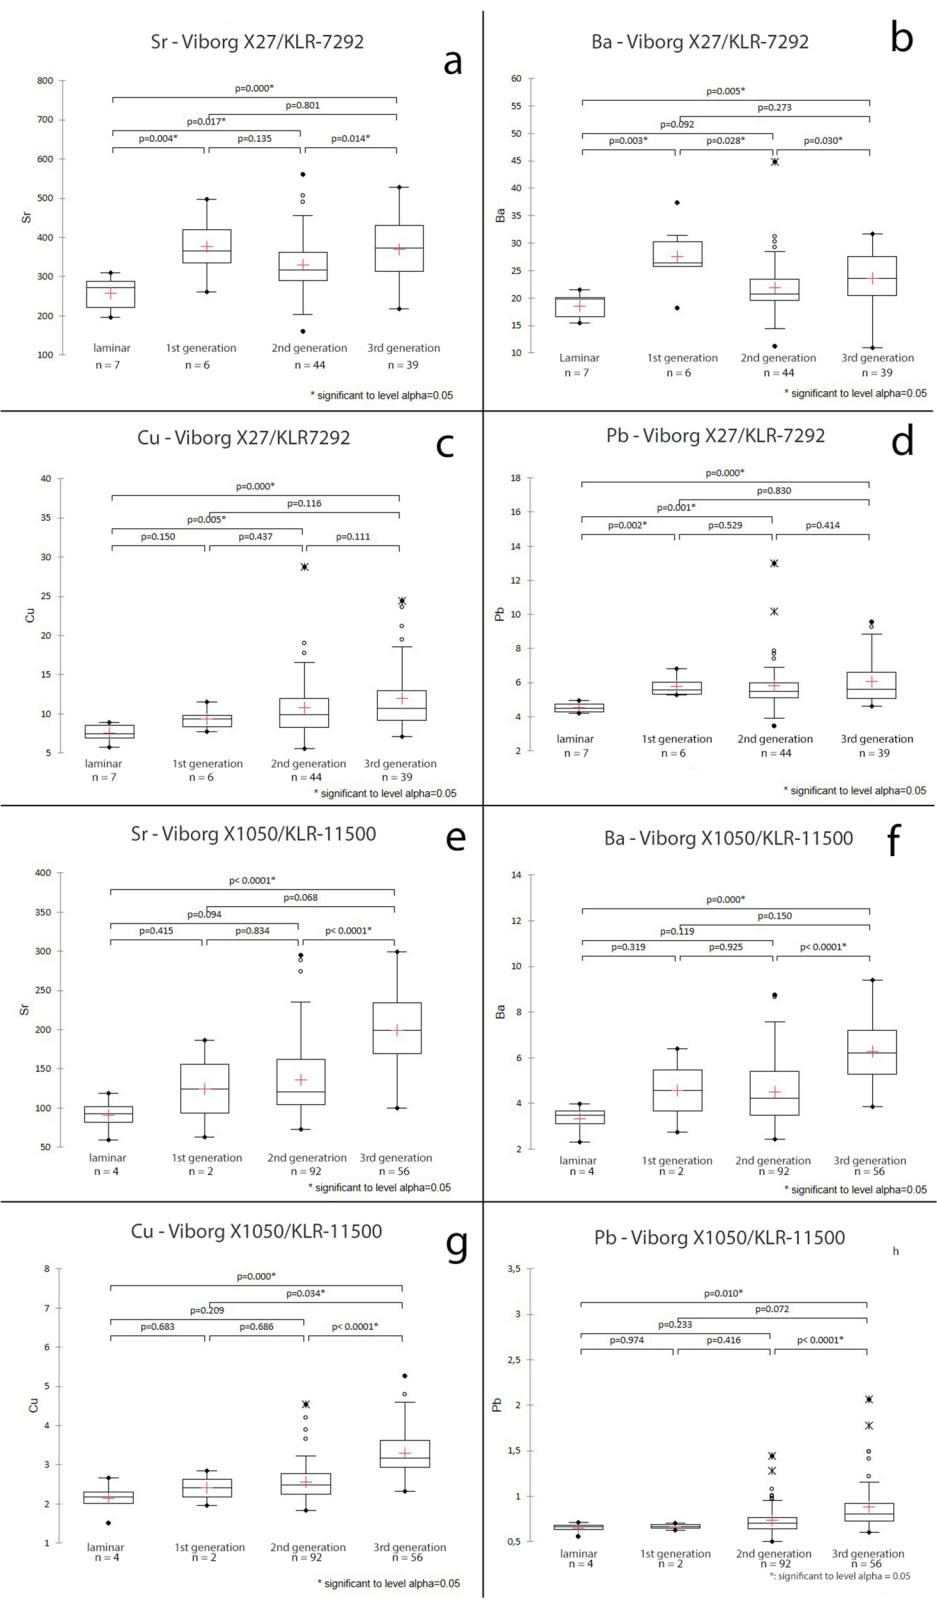 Sr - Viborg X27/KLR-7292
a
800
700
600
500
400
300
200
100
Sr
p=0.000*
p=0.801
p=0.017*
p=0.004*
p=0.135
p=0.014*
laminar
1st generation
2nd generation
3rd generation
n = 7
n = 6
n = 44
n = 39
* significant to level alpha=0.05
Ba - Viborg X27/KLR-7292
b
60
55
50
45
40
35
30
25
20
15
10
Ba
p=0.005*
p=0.273
p=0.092
p=0.003*
p=0.028*
p=0.030*
Laminar
1st generation
2nd generation
3rd generation
n = 7
n = 6
n = 44
n = 39
* significant to level alpha=0.05
Cu - Viborg X27/KLR7292
c
40
35
30
25
20
15
10
5
Cu
p=0.000*
p=0.116
p=0.005*
p=0.150
p=0.437
p=0.111
laminar
1st generation
2nd generation
3rd generation
n = 7
n = 6
n = 44
n = 39
* significant to level alpha=0.05
Pb - Viborg X27/KLR-7292
d
18
16
14
12
10
8
6
4
2
Pb
p=0.000*
p=0.830
p=0.001*
p=0.002*
p=0.529
p=0.414
laminar
1st generation
2nd generation
3rd generation
n = 7
n = 6
n = 44
n = 39
* significant to level alpha=0.05
Sr - Viborg X1050/KLR-11500
e
400
350
300
250
200
150
100
50
Sr
p< 0.0001*
p=0.068
p=0.094
p=0.415
p=0.834
p< 0.0001*
laminar
1st generation
2nd generatrion
3rd generation
n = 4
n = 2
n = 92
n = 56
* significant to level alpha=0.05
Ba - Viborg X1050/KLR-11500
f
14
12
10
8
6
4
2
Ba
p=0.000*
p=0.150
p=0.119
p=0.319
p=0.925
p< 0.0001*
laminar
1st generation
2nd generation
3rd generation
n = 4
n = 2
n = 92
n = 56
* significant to level alpha=0.05
Cu - Viborg X1050/KLR-11500
g
8
7
6
5
4
3
2
1
Cu
p=0.000*
p=0.034*
p=0.209
p=0.683
p=0.686
p< 0.0001*
laminar
1st generation
2nd generation
3rd generation
n = 4
n = 2
n = 92
n = 56
* significant to level alpha=0.05
Pb - Viborg X1050/KLR-11500
h
3,5
3
2,5
2
1,5
1
0,5
Pb
p=0.010*
p=0.072
p=0.233
p=0.974
p=0.416
p< 0.0001*
laminar
1st generation
2nd generation
3rd generation
n = 4
n = 2
n = 92
n = 56
*: significant to level alpha = 0.05